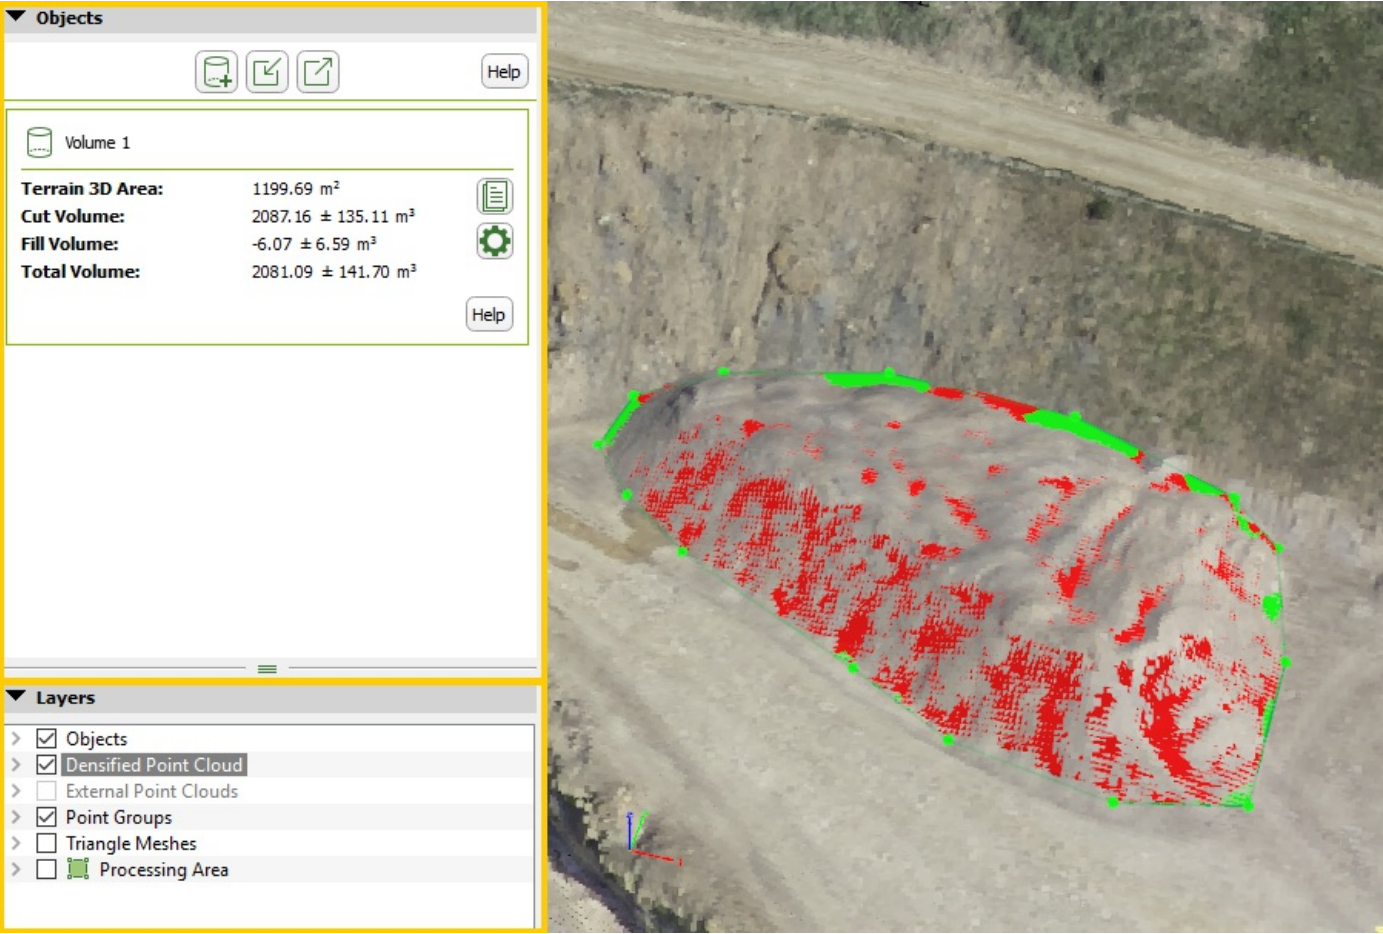 Objects
Help
Volume 1
Terrain 3D Area: 1199.69 m²
Cut Volume: 2087.16 ± 135.11 m³
Fill Volume: -6.07 ± 6.59 m³
Total Volume: 2081.09 ± 141.70 m³
Help
Layers
Objects
Densified Point Cloud
External Point Clouds
Point Groups
Triangle Meshes
Processing Area